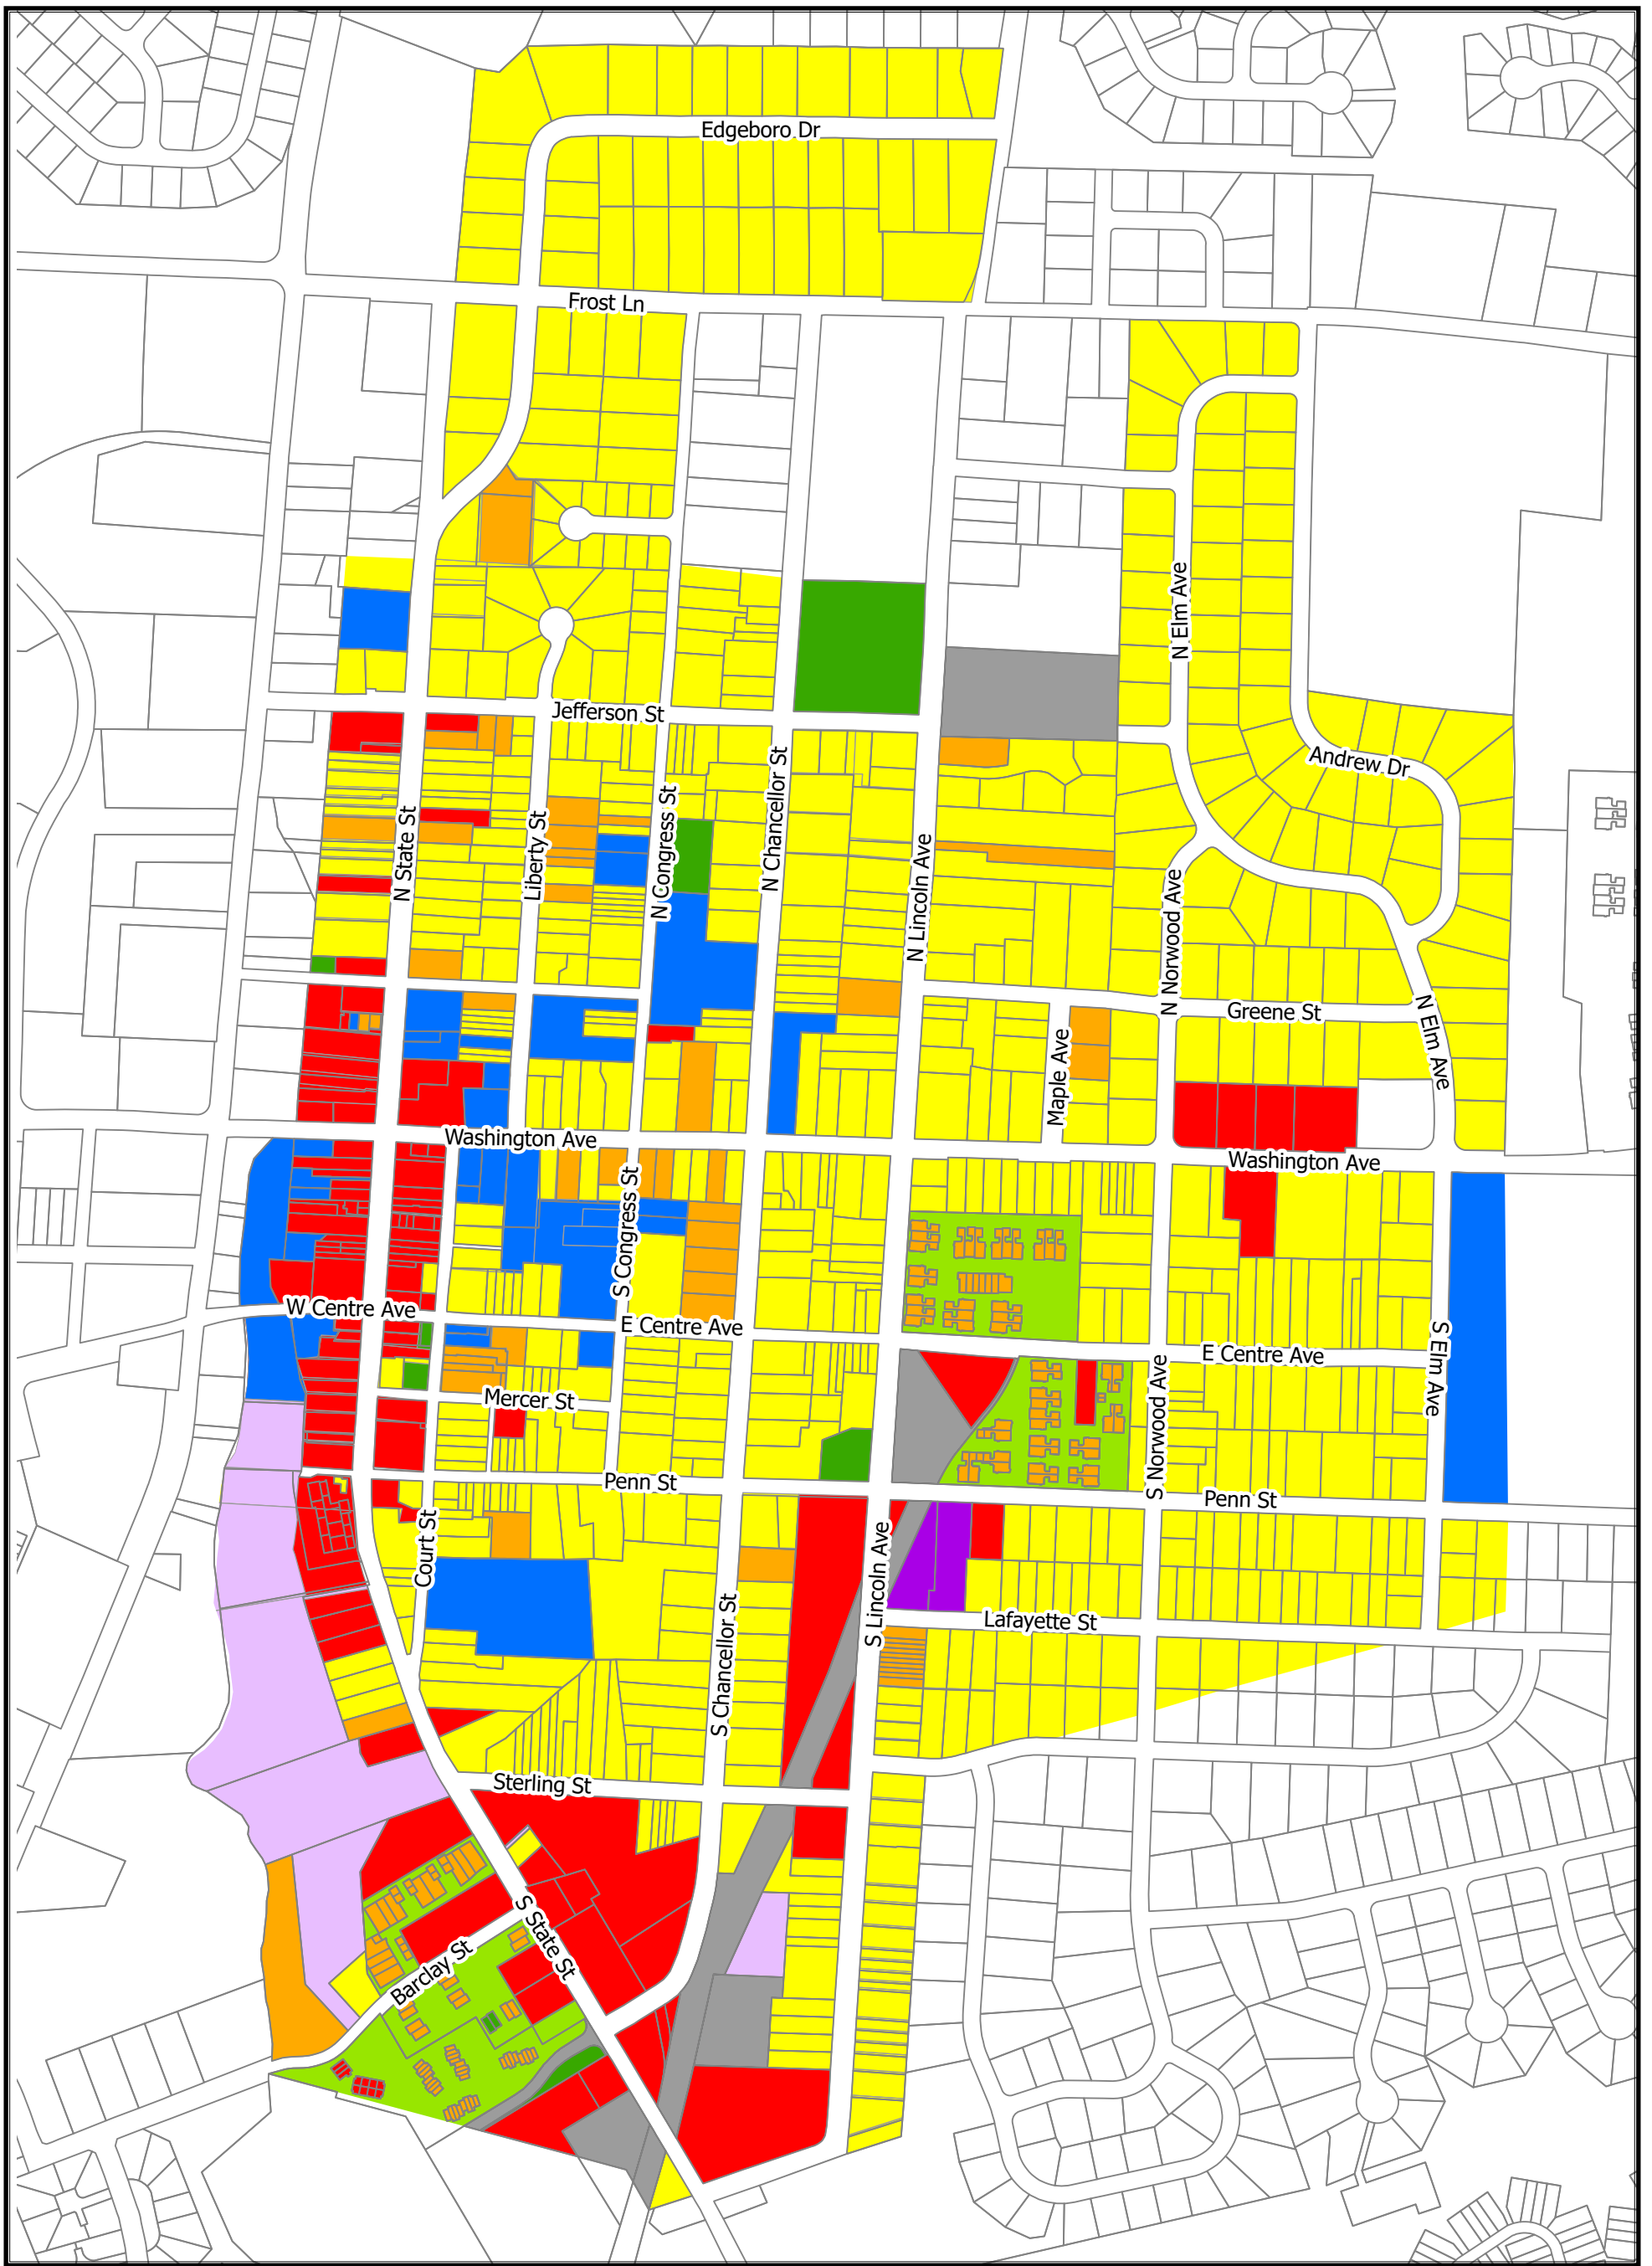 Edgeboro Dr
Frost Ln
N Elm Ave
Jefferson St
Andrew Dr
N State St
Liberty St
N Congress St
N Chancellor St
N Lincoln Ave
N Norwood Ave
Greene St
N Elm Ave
Maple Ave
Washington Ave
Washington Ave
S Congress St
W Centre Ave
E Centre Ave
E Centre Ave
S Elm Ave
Mercer St
S Norwood Ave
Penn St
Penn St
Court St
S Lincoln Ave
Lafayette St
S Chancellor St
Sterling St
S State St
Barclay St